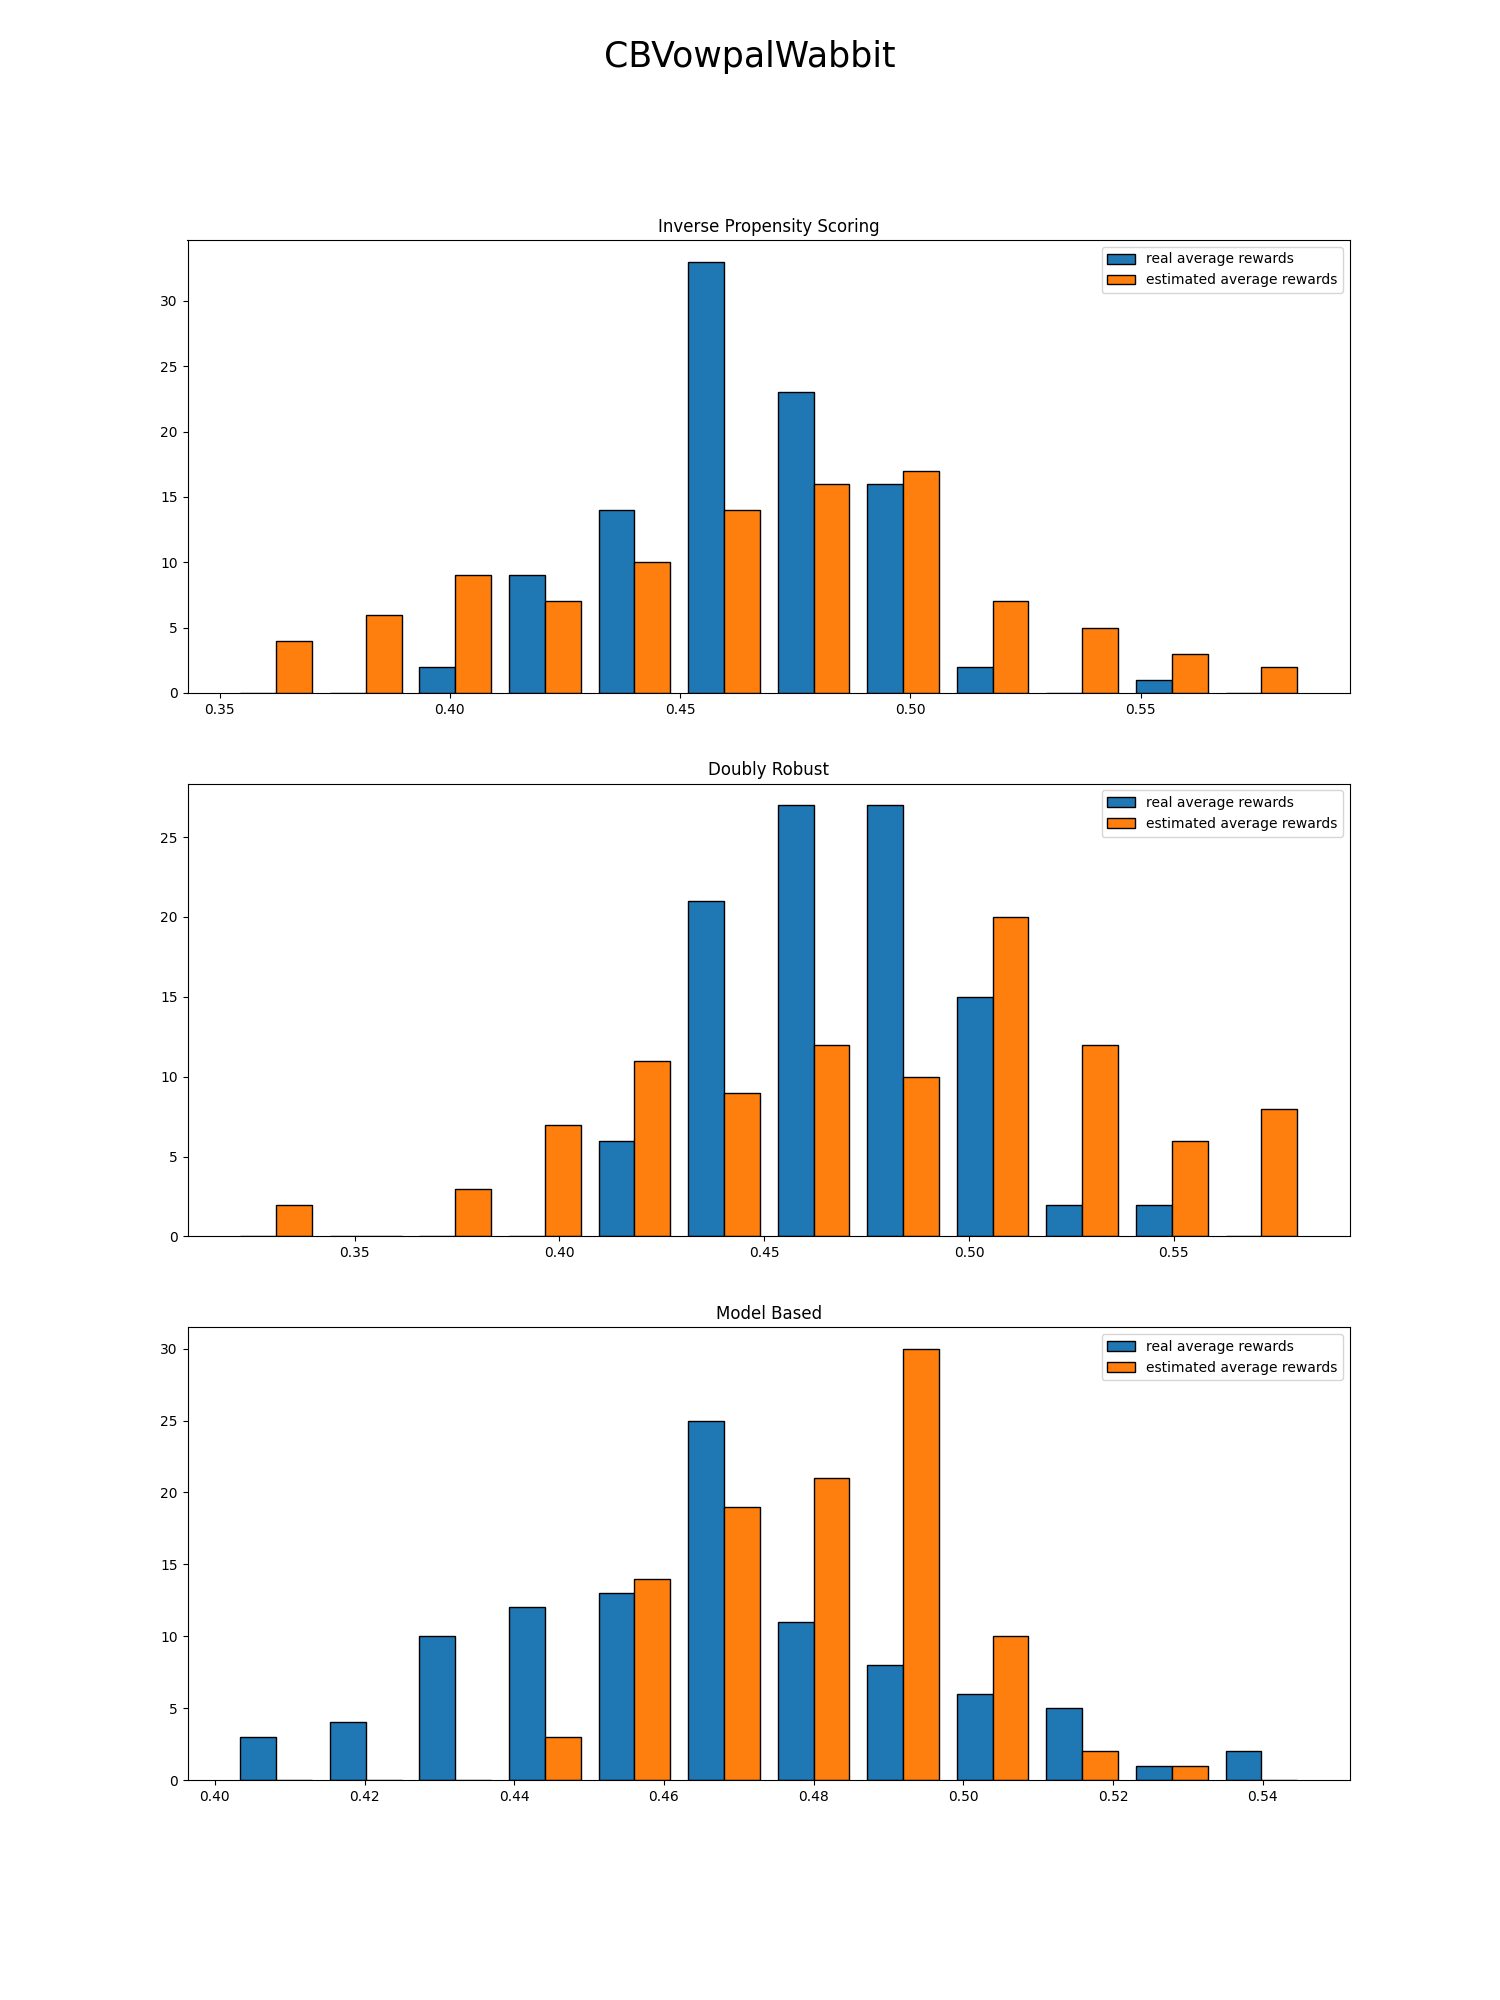 CBVowpalWabbit
Inverse Propensity Scoring
real average rewards
estimated average rewards
30
25
20
15
10
5
0
0.35 0.40 0.45 0.50 0.55
Doubly Robust
real average rewards
estimated average rewards
25
20
15
10
5
0
0.35 0.40 0.45 0.50 0.55
Model Based
real average rewards
estimated average rewards
30
25
20
15
10
5
0
0.40 0.42 0.44 0.46 0.48 0.50 0.52 0.54